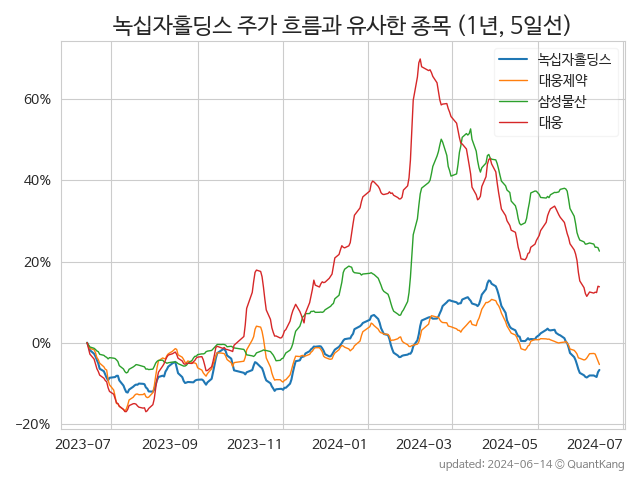 녹십자홀딩스 주가 흐름과 유사한 종목 (1년, 5일선)
녹십자홀딩스
대웅제약
삼성물산
대웅
60%
40%
20%
0%
−20%
2023-07 2023-09 2023-11 2024-01 2024-03 2024-05 2024-07
updated: 2024-06-14 © QuantKang